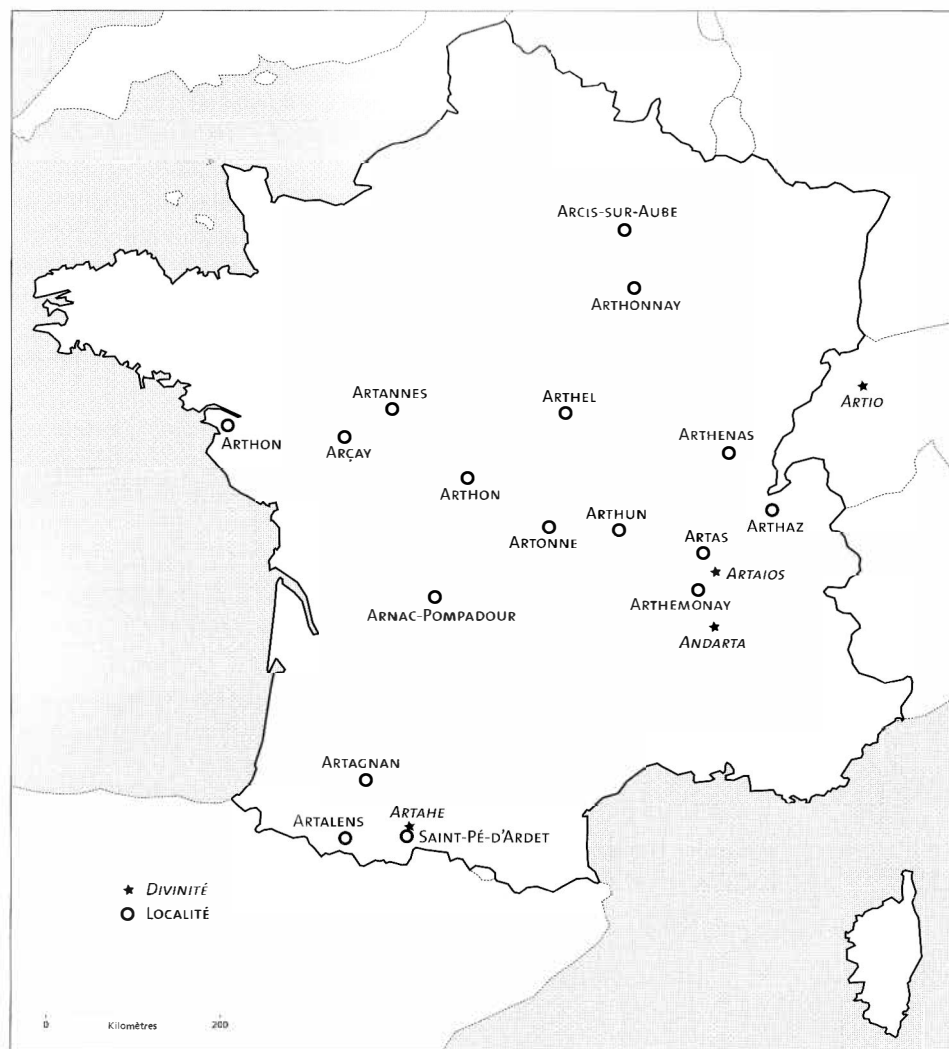 Arcis-sur-Aube
Arthonnay
Artannes
Arthel
Artio
Arthon
Arçay
Arthenas
Arthon
Arthun
Arthaz
Artonne
Artas
Artaios
Arthemonay
Arnac-Pompadour
Andarta
Artagnan
Artahe
Artalens
Saint-Pé-d'Ardet
Divinité
Localité
0 Kilomètres 200